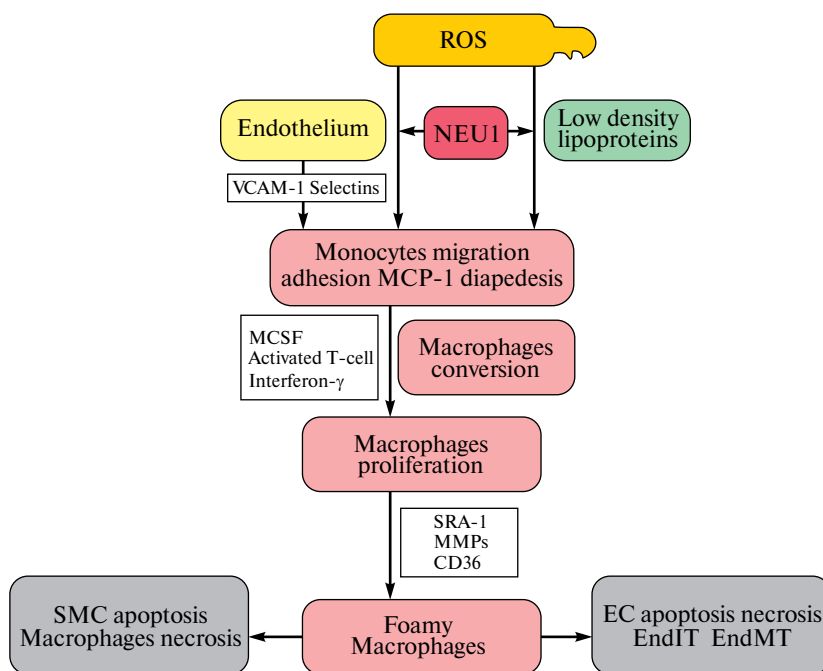 ROS
Endothelium
NEU1
Low density
lipoproteins
VCAM-1 Selectins
Monocytes migration
adhesion MCP-1 diapedesis
MCSF
Activated T-cell
Interferon-γ
Macrophages
conversion
Macrophages
proliferation
SRA-1
MMPs
CD36
SMC apoptosis
Macrophages necrosis
Foamy
Macrophages
EC apoptosis necrosis
EndIT EndMT